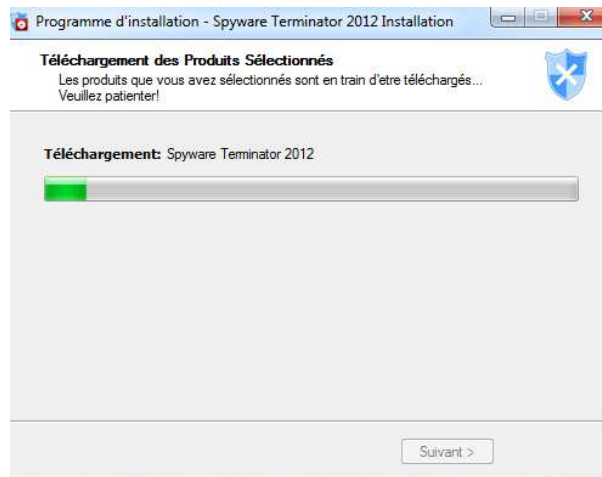 Programme d'installation - Spyware Terminator 2012 Installation
Téléchargement des Produits Sélectionnés
Les produits que vous avez sélectionnés sont en train d'etre téléchargés...
Veuillez patienter!
Téléchargement: Spyware Terminator 2012
Suivant >